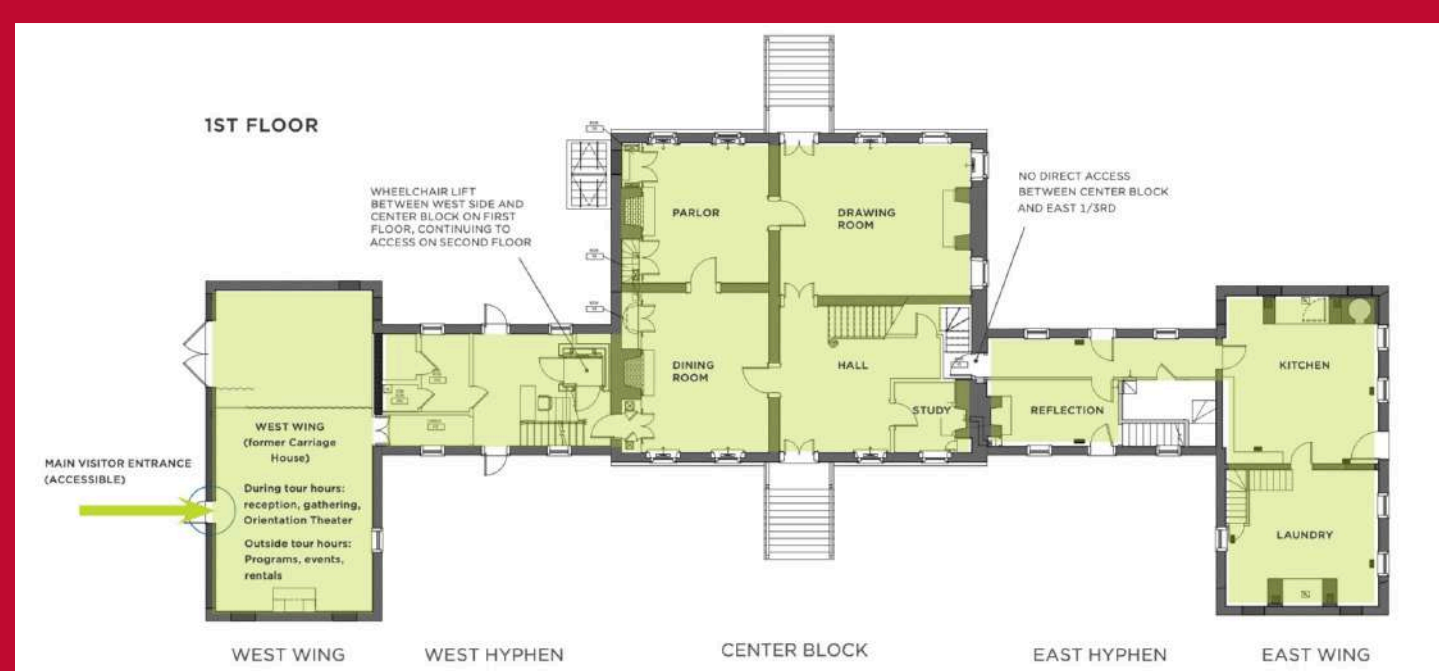 1ST FLOOR
WHEELCHAIR LIFT
BETWEEN WEST SIDE AND
CENTER BLOCK ON FIRST
FLOOR, CONTINUING TO
ACCESS ON SECOND FLOOR
NO DIRECT ACCESS
BETWEEN CENTER BLOCK
AND EAST 1/3RD
PARLOR
DRAWING
ROOM
DINING
ROOM
HALL
STUDY
REFLECTION
KITCHEN
LAUNDRY
MAIN VISITOR ENTRANCE
(ACCESSIBLE)
WEST WING
(former Carriage
House)
During tour hours:
reception, gathering,
Orientation Theater
Outside tour hours:
Programs, events,
rentals
WEST WING
WEST HYPHEN
CENTER BLOCK
EAST HYPHEN
EAST WING